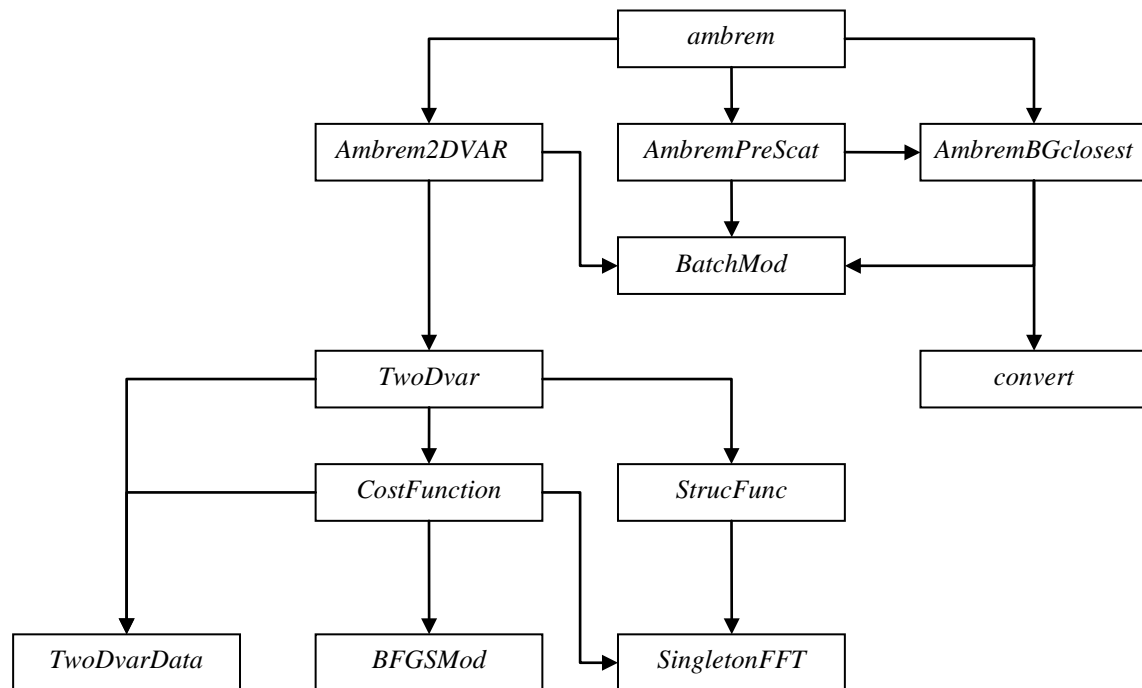 ambrem
Ambrem2DVAR
AmbremPreScat
AmbremBGclosest
BatchMod
TwoDvar
convert
CostFunction
StrucFunc
TwoDvarData
BFGSMod
SingletonFFT